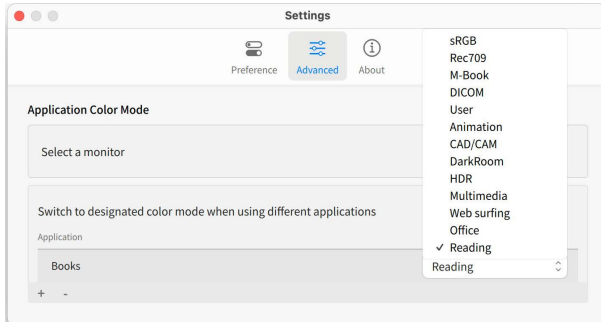 Settings
Preference
Advanced
About
Application Color Mode
Select a monitor
Switch to designated color mode when using different applications
Application
Books
+ -
sRGB
Rec709
M-Book
DICOM
User
Animation
CAD/CAM
DarkRoom
HDR
Multimedia
Web surfing
Office
✓ Reading
Reading